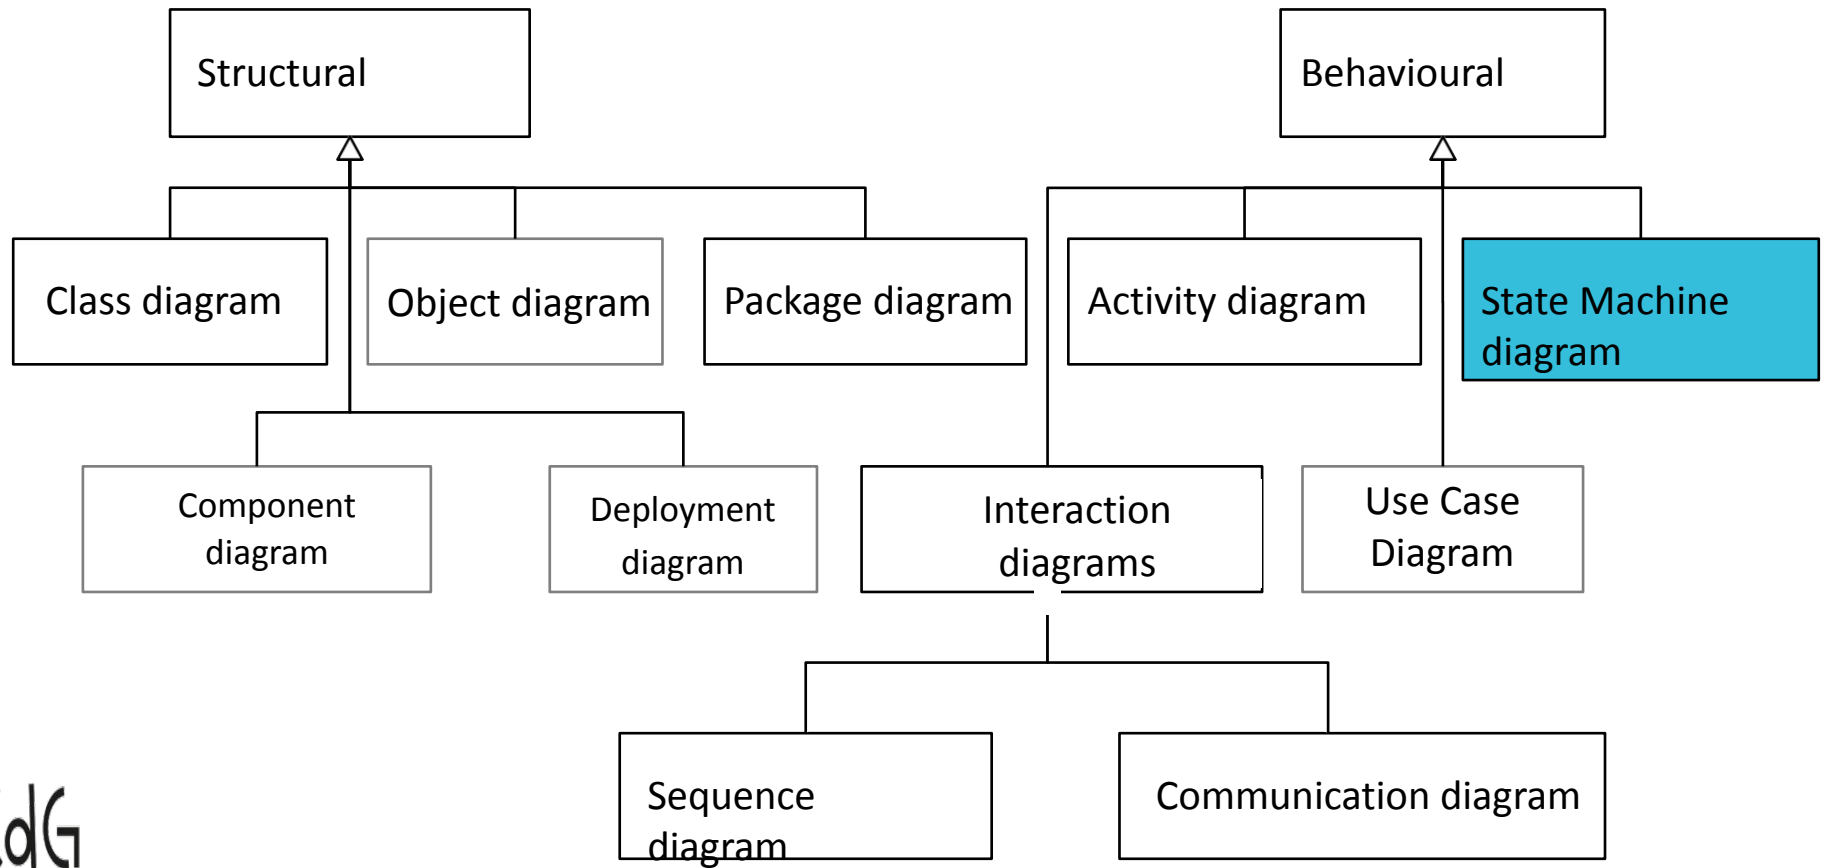 Structural
Behavioural
Class diagram
Object diagram
Package diagram
Activity diagram
State Machine
diagram
Component
diagram
Deployment
diagram
Interaction
diagrams
Use Case
Diagram
Sequence
diagram
Communication diagram